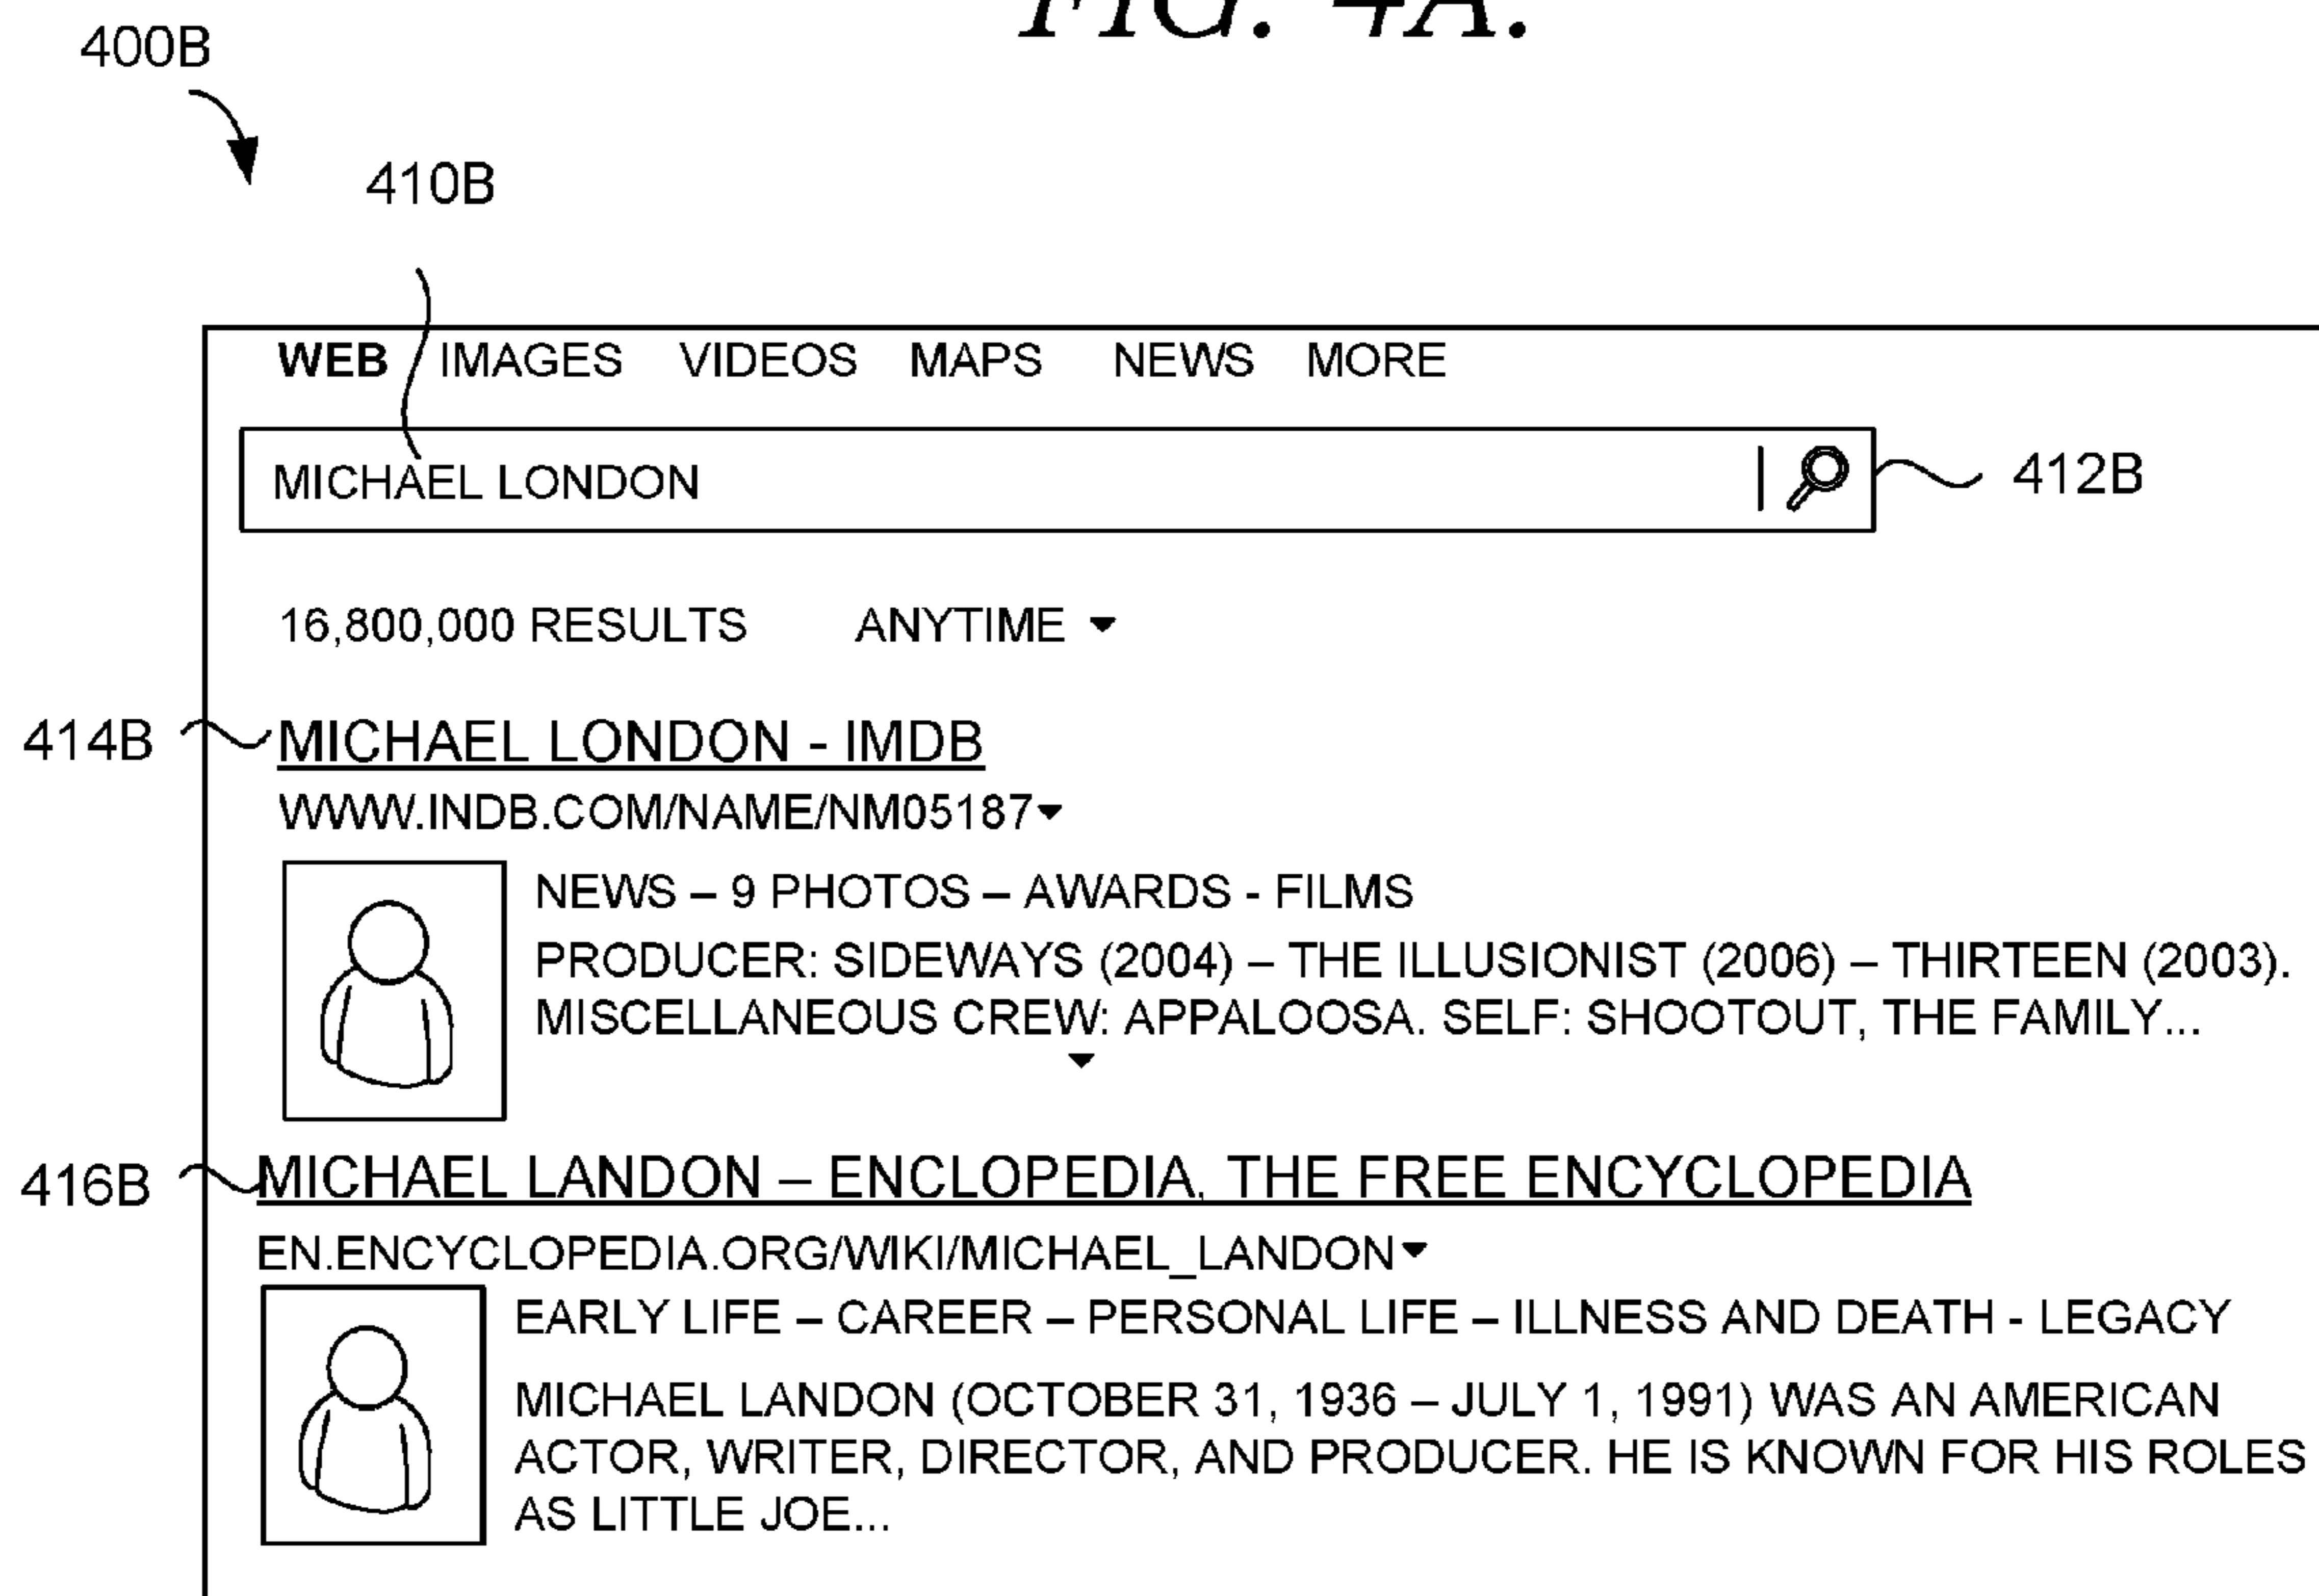 FIG. 4A.
400B
410B
WEB IMAGES VIDEOS MAPS NEWS MORE
MICHAEL LONDON
412B
16,800,000 RESULTS ANYTIME
414B
MICHAEL LONDON - IMDB
WWW.INDB.COM/NAME/NM05187
NEWS – 9 PHOTOS – AWARDS - FILMS
PRODUCER: SIDEWAYS (2004) – THE ILLUSIONIST (2006) – THIRTEEN (2003).
MISCELLANEOUS CREW: APPALOOSA. SELF: SHOOTOUT, THE FAMILY...
416B
MICHAEL LANDON – ENCLOPEDIA, THE FREE ENCYCLOPEDIA
EN.ENCYCLOPEDIA.ORG/WIKI/MICHAEL_LANDON
EARLY LIFE – CAREER – PERSONAL LIFE – ILLNESS AND DEATH - LEGACY
MICHAEL LANDON (OCTOBER 31, 1936 – JULY 1, 1991) WAS AN AMERICAN
ACTOR, WRITER, DIRECTOR, AND PRODUCER. HE IS KNOWN FOR HIS ROLES
AS LITTLE JOE...